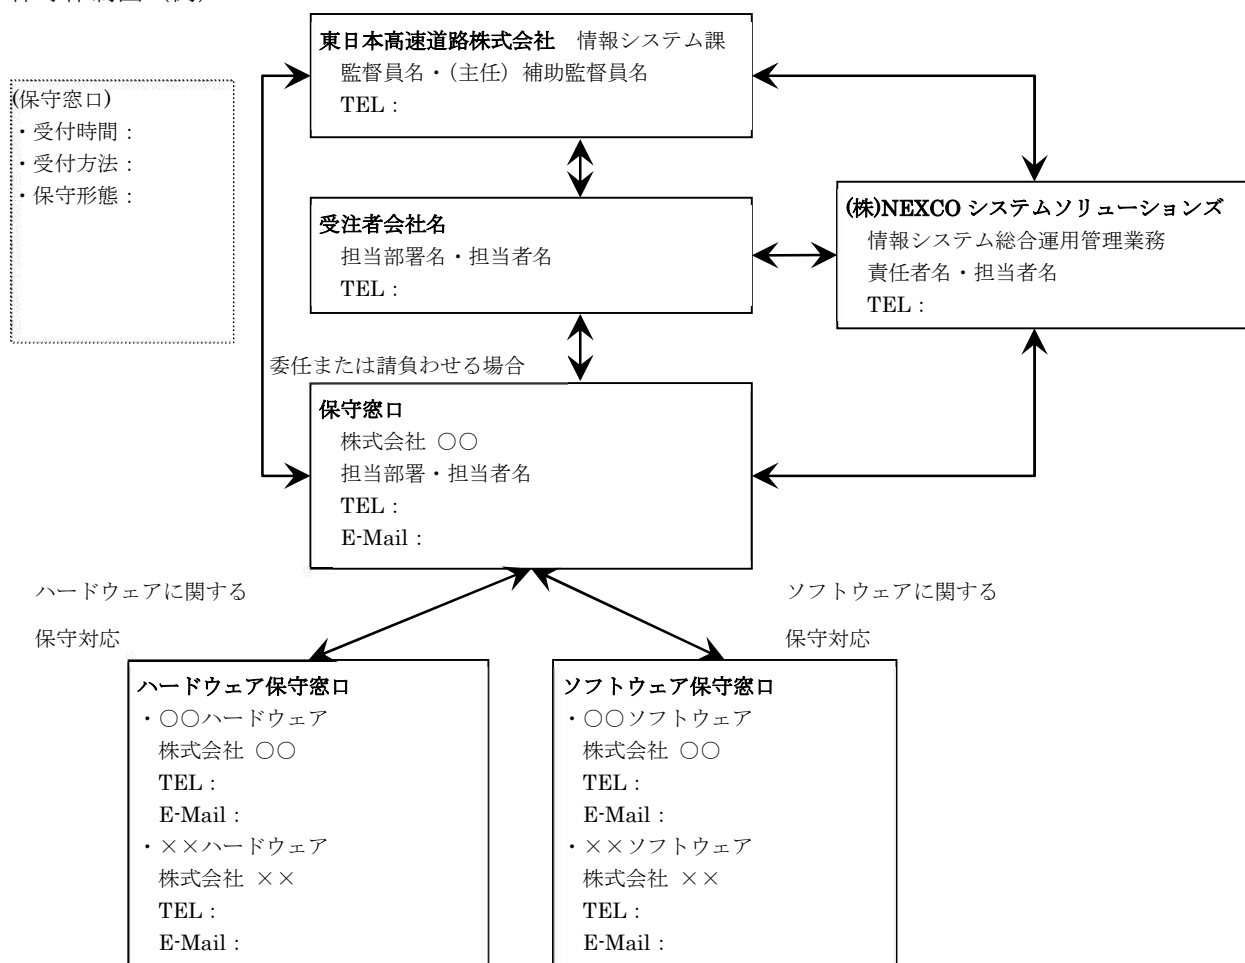 東日本高速道路株式会社　情報システム課
監督員名・(主任) 補助監督員名
TEL：
(保守窓口)
・受付時間：
・受付方法：
・保守形態：
受注者会社名
担当部署名・担当者名
TEL：
(株)NEXCO システムソリューションズ
情報システム総合運用管理業務
責任者名・担当者名
TEL：
委任または請負わせる場合
保守窓口
株式会社 ○○
担当部署・担当者名
TEL：
E-Mail：
ハードウェアに関する
保守対応
ソフトウェアに関する
保守対応
ハードウェア保守窓口
・○○ハードウェア
株式会社 ○○
TEL：
E-Mail：
・××ハードウェア
株式会社 ××
TEL：
E-Mail：
ソフトウェア保守窓口
・○○ソフトウェア
株式会社 ○○
TEL：
E-Mail：
・××ソフトウェア
株式会社 ××
TEL：
E-Mail：